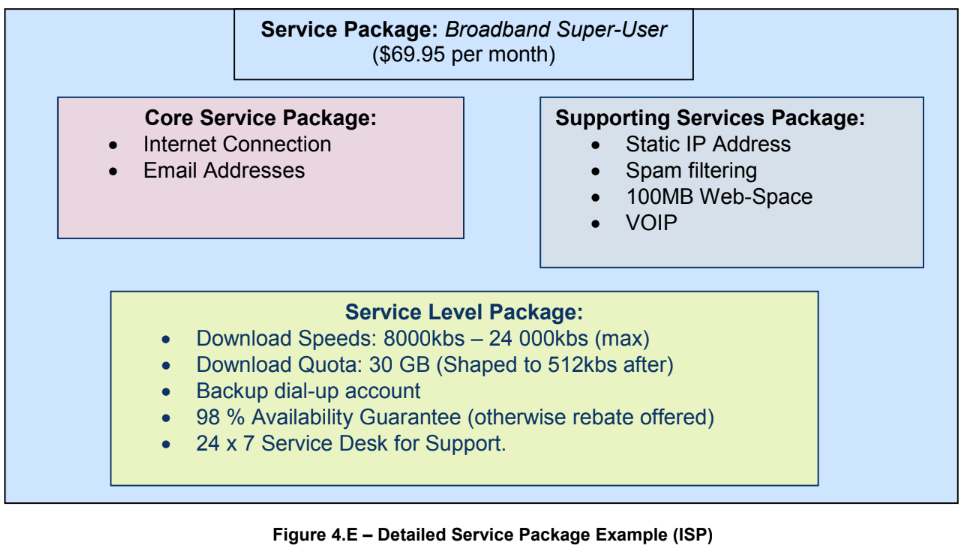 Service Package: Broadband Super-User
($69.95 per month)
Core Service Package:
• Internet Connection
• Email Addresses
Supporting Services Package:
• Static IP Address
• Spam filtering
• 100MB Web-Space
• VOIP
Service Level Package:
• Download Speeds: 8000kbs – 24 000kbs (max)
• Download Quota: 30 GB (Shaped to 512kbs after)
• Backup dial-up account
• 98 % Availability Guarantee (otherwise rebate offered)
• 24 x 7 Service Desk for Support.
Figure 4.E – Detailed Service Package Example (ISP)